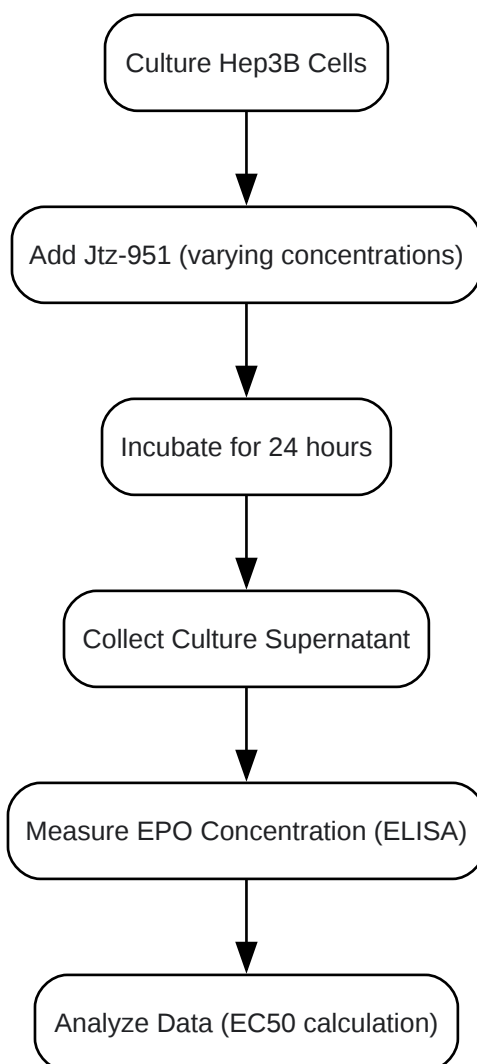 Culture Hep3B Cells
Add Jtz-951 (varying concentrations)
Incubate for 24 hours
Collect Culture Supernatant
Measure EPO Concentration (ELISA)
Analyze Data (EC50 calculation)